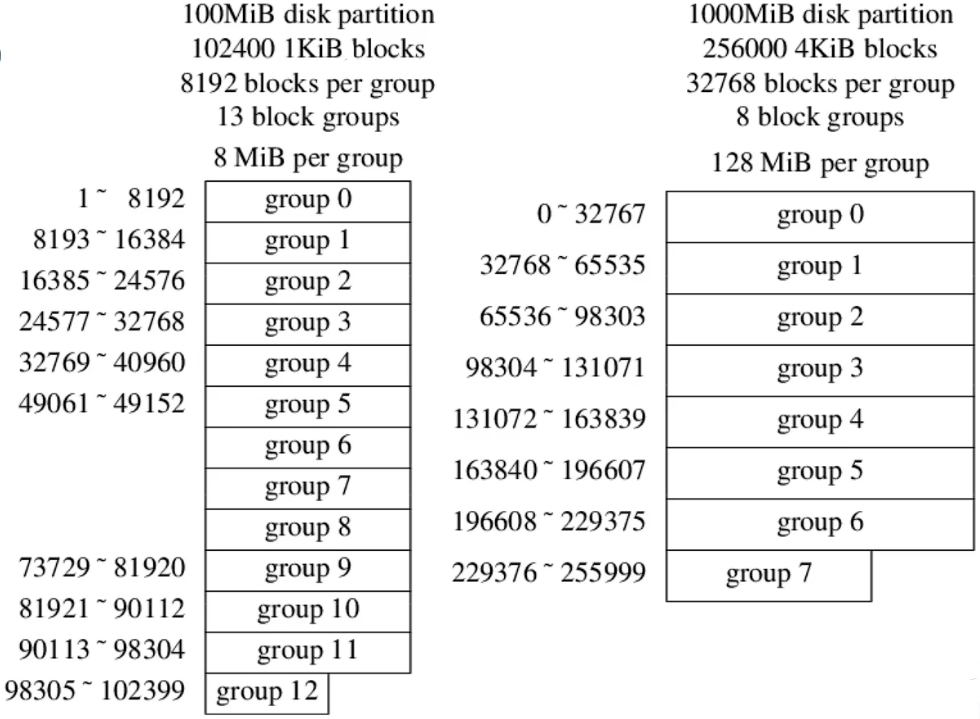 100MiB disk partition
102400 1KiB blocks
8192 blocks per group
13 block groups
8 MiB per group
1 ~ 8192 group 0
8193 ~ 16384 group 1
16385 ~ 24576 group 2
24577 ~ 32768 group 3
32769 ~ 40960 group 4
49061 ~ 49152 group 5
group 6
group 7
group 8
73729 ~ 81920 group 9
81921 ~ 90112 group 10
90113 ~ 98304 group 11
98305 ~ 102399 group 12
1000MiB disk partition
256000 4KiB blocks
32768 blocks per group
8 block groups
128 MiB per group
0 ~ 32767 group 0
32768 ~ 65535 group 1
65536 ~ 98303 group 2
98304 ~ 131071 group 3
131072 ~ 163839 group 4
163840 ~ 196607 group 5
196608 ~ 229375 group 6
229376 ~ 255999 group 7